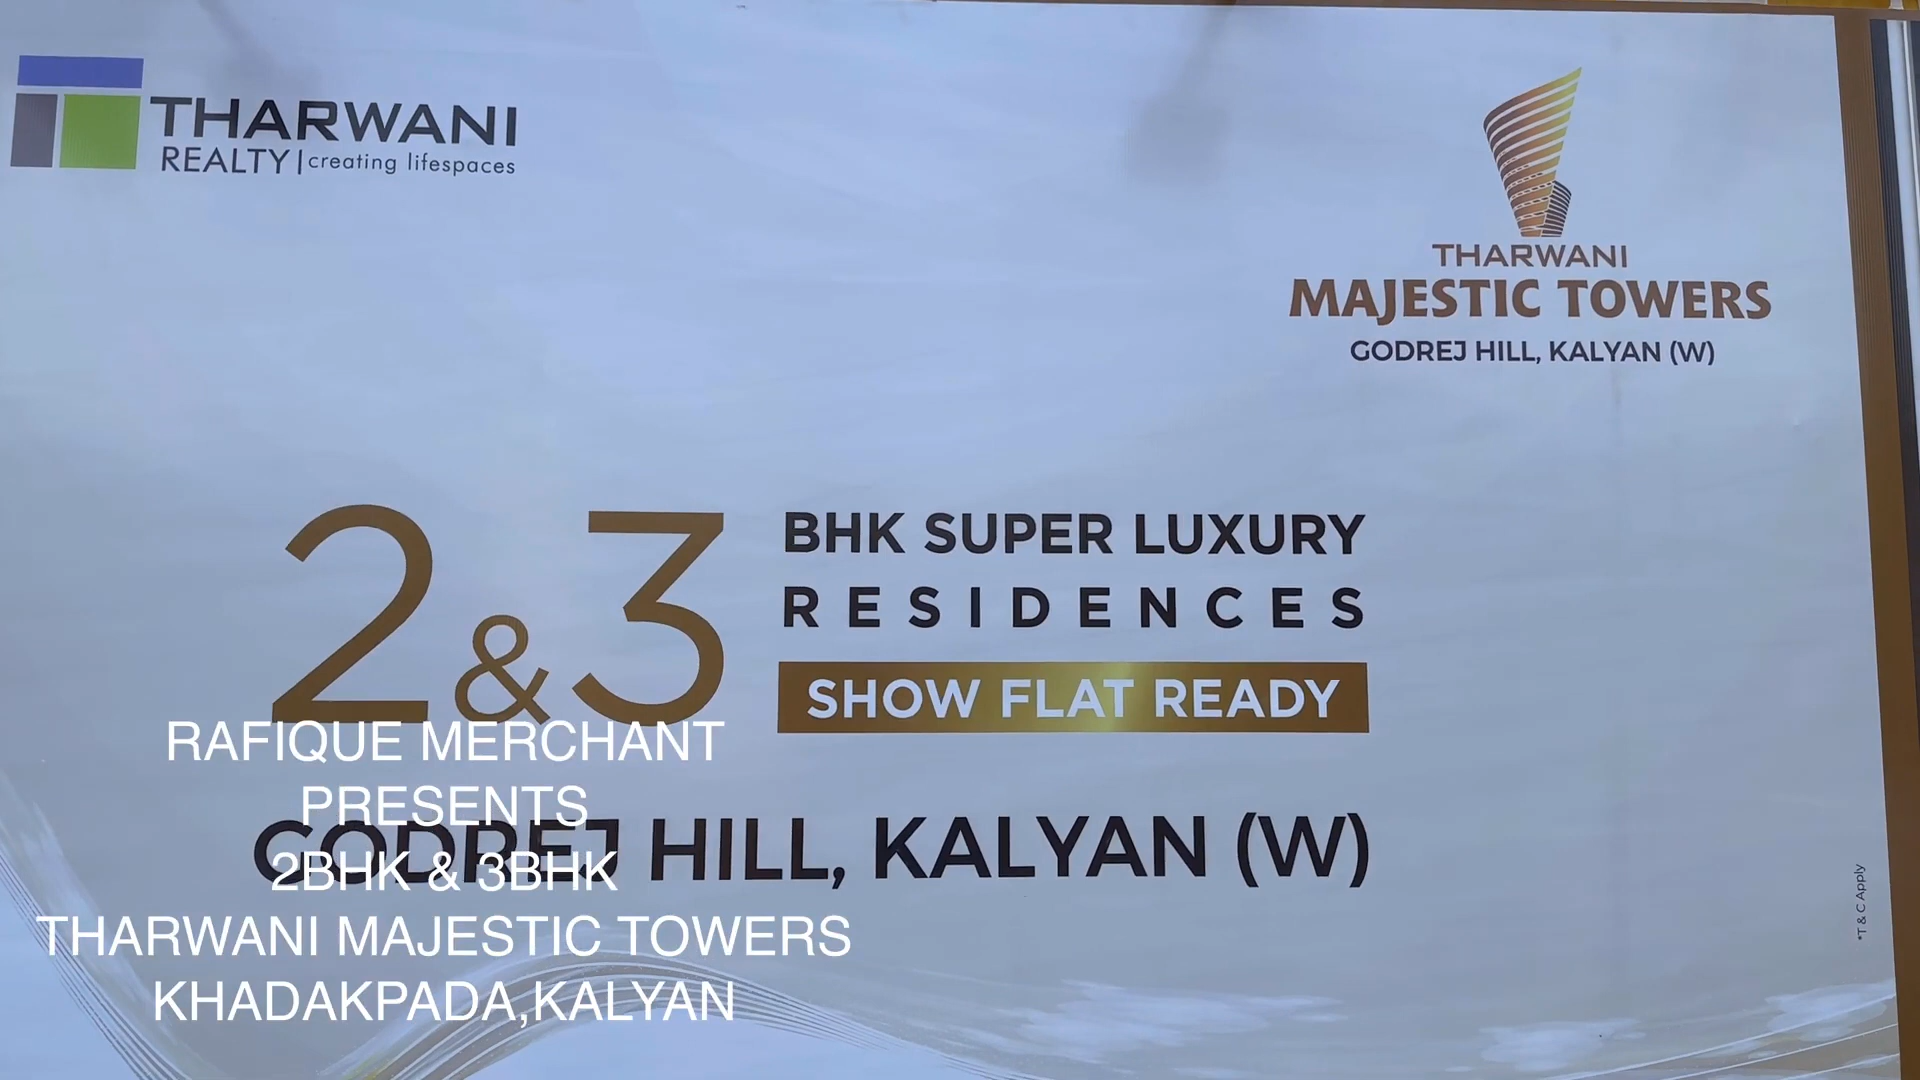 THARWANI
REALTY | creating lifespaces
THARWANI
MAJESTIC TOWERS
GODREJ HILL, KALYAN (W)
2 & 3 BHK SUPER LUXURY
RESIDENCES
SHOW FLAT READY
GODREJ HILL, KALYAN (W)
*T & C Apply
RAFIQUE MERCHANT
PRESENTS
2BHK & 3BHK
THARWANI MAJESTIC TOWERS
KHADAKPADA,KALYAN